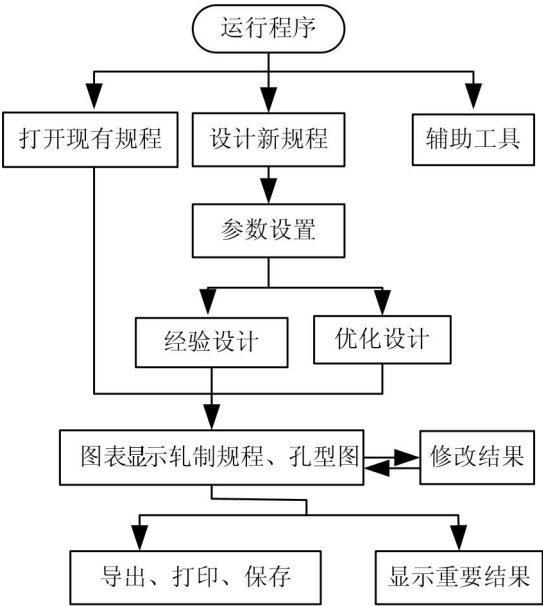 运行程序
打开现有规程
设计新规程
辅助工具
参数设置
经验设计
优化设计
图表显示轧制规程、孔型图
修改结果
导出、打印、保存
显示重要结果